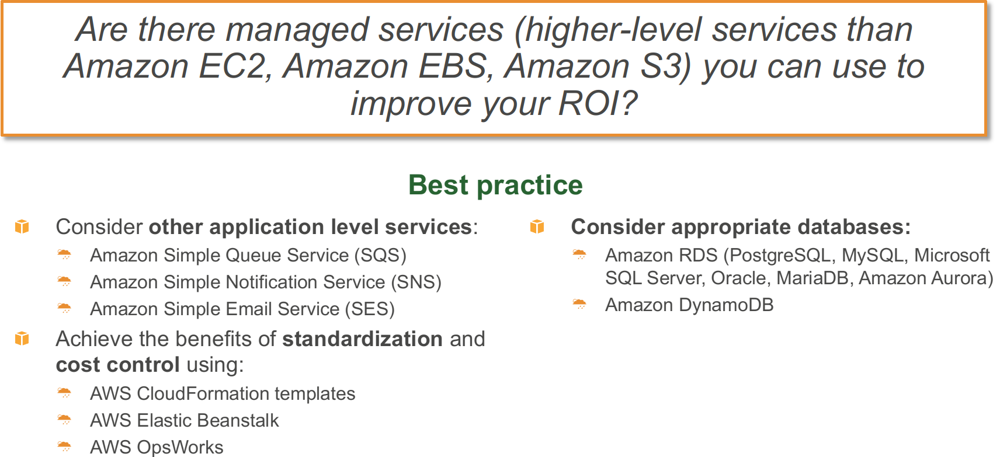 Are there managed services (higher-level services than
Amazon EC2, Amazon EBS, Amazon S3) you can use to
improve your ROI?
Best practice
Consider other application level services:
Amazon Simple Queue Service (SQS)
Amazon Simple Notification Service (SNS)
Amazon Simple Email Service (SES)
Achieve the benefits of standardization and
cost control using:
AWS CloudFormation templates
AWS Elastic Beanstalk
AWS OpsWorks
Consider appropriate databases:
Amazon RDS (PostgreSQL, MySQL, Microsoft
SQL Server, Oracle, MariaDB, Amazon Aurora)
Amazon DynamoDB